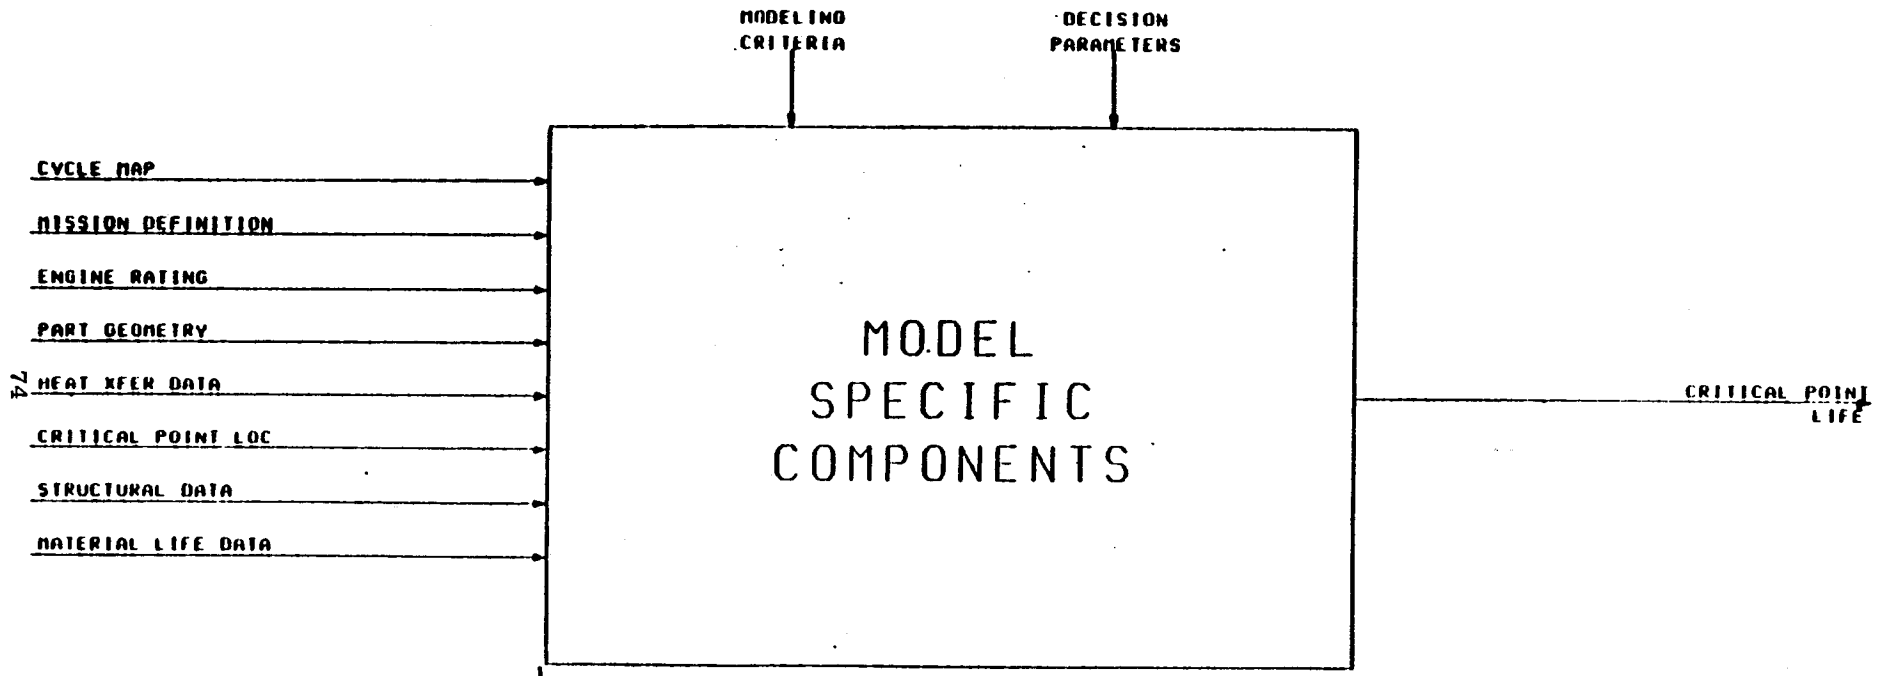 MODELING
CRITERIA
DECISION
PARAMETERS
CYCLE MAP
MISSION DEFINITION
ENGINE RATING
PART GEOMETRY
HEAT XFER DATA
CRITICAL POINT LOC
STRUCTURAL DATA
MATERIAL LIFE DATA
MODEL
SPECIFIC
COMPONENTS
CRITICAL POINT
LIFE
74